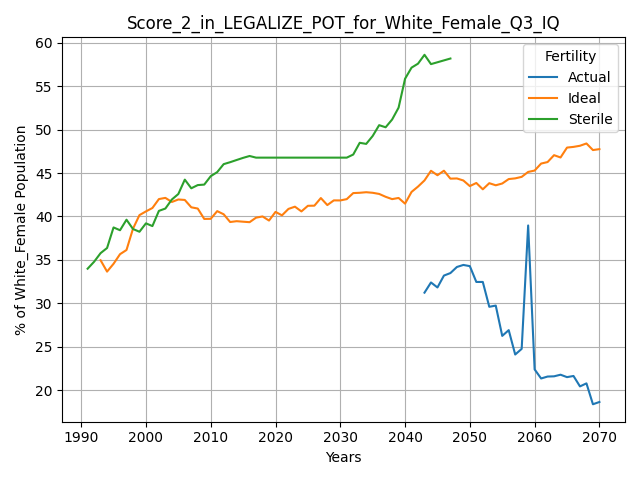 Score_2_in_LEGALIZE_POT_for_White_Female_Q3_IQ
% of White_Female Population
60
55
50
45
40
35
30
25
20
Fertility
Actual
Ideal
Sterile
1990 2000 2010 2020 2030 2040 2050 2060 2070
Years